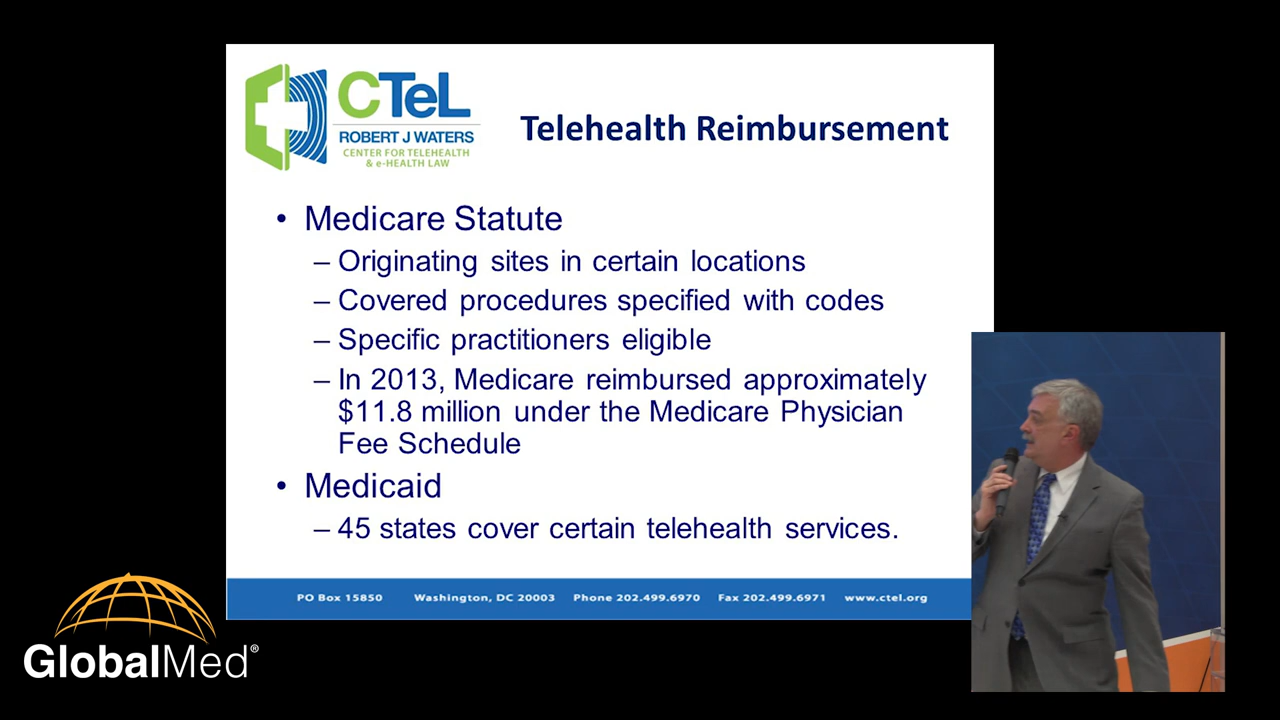 CTeL
ROBERT J WATERS
CENTER FOR TELEHEALTH
& e-HEALTH LAW
Telehealth Reimbursement
• Medicare Statute
– Originating sites in certain locations
– Covered procedures specified with codes
– Specific practitioners eligible
– In 2013, Medicare reimbursed approximately
$11.8 million under the Medicare Physician
Fee Schedule
• Medicaid
– 45 states cover certain telehealth services.
PO Box 15850 Washington, DC 20003 Phone 202.499.6970 Fax 202.499.6971 www.ctel.org
GlobalMed®